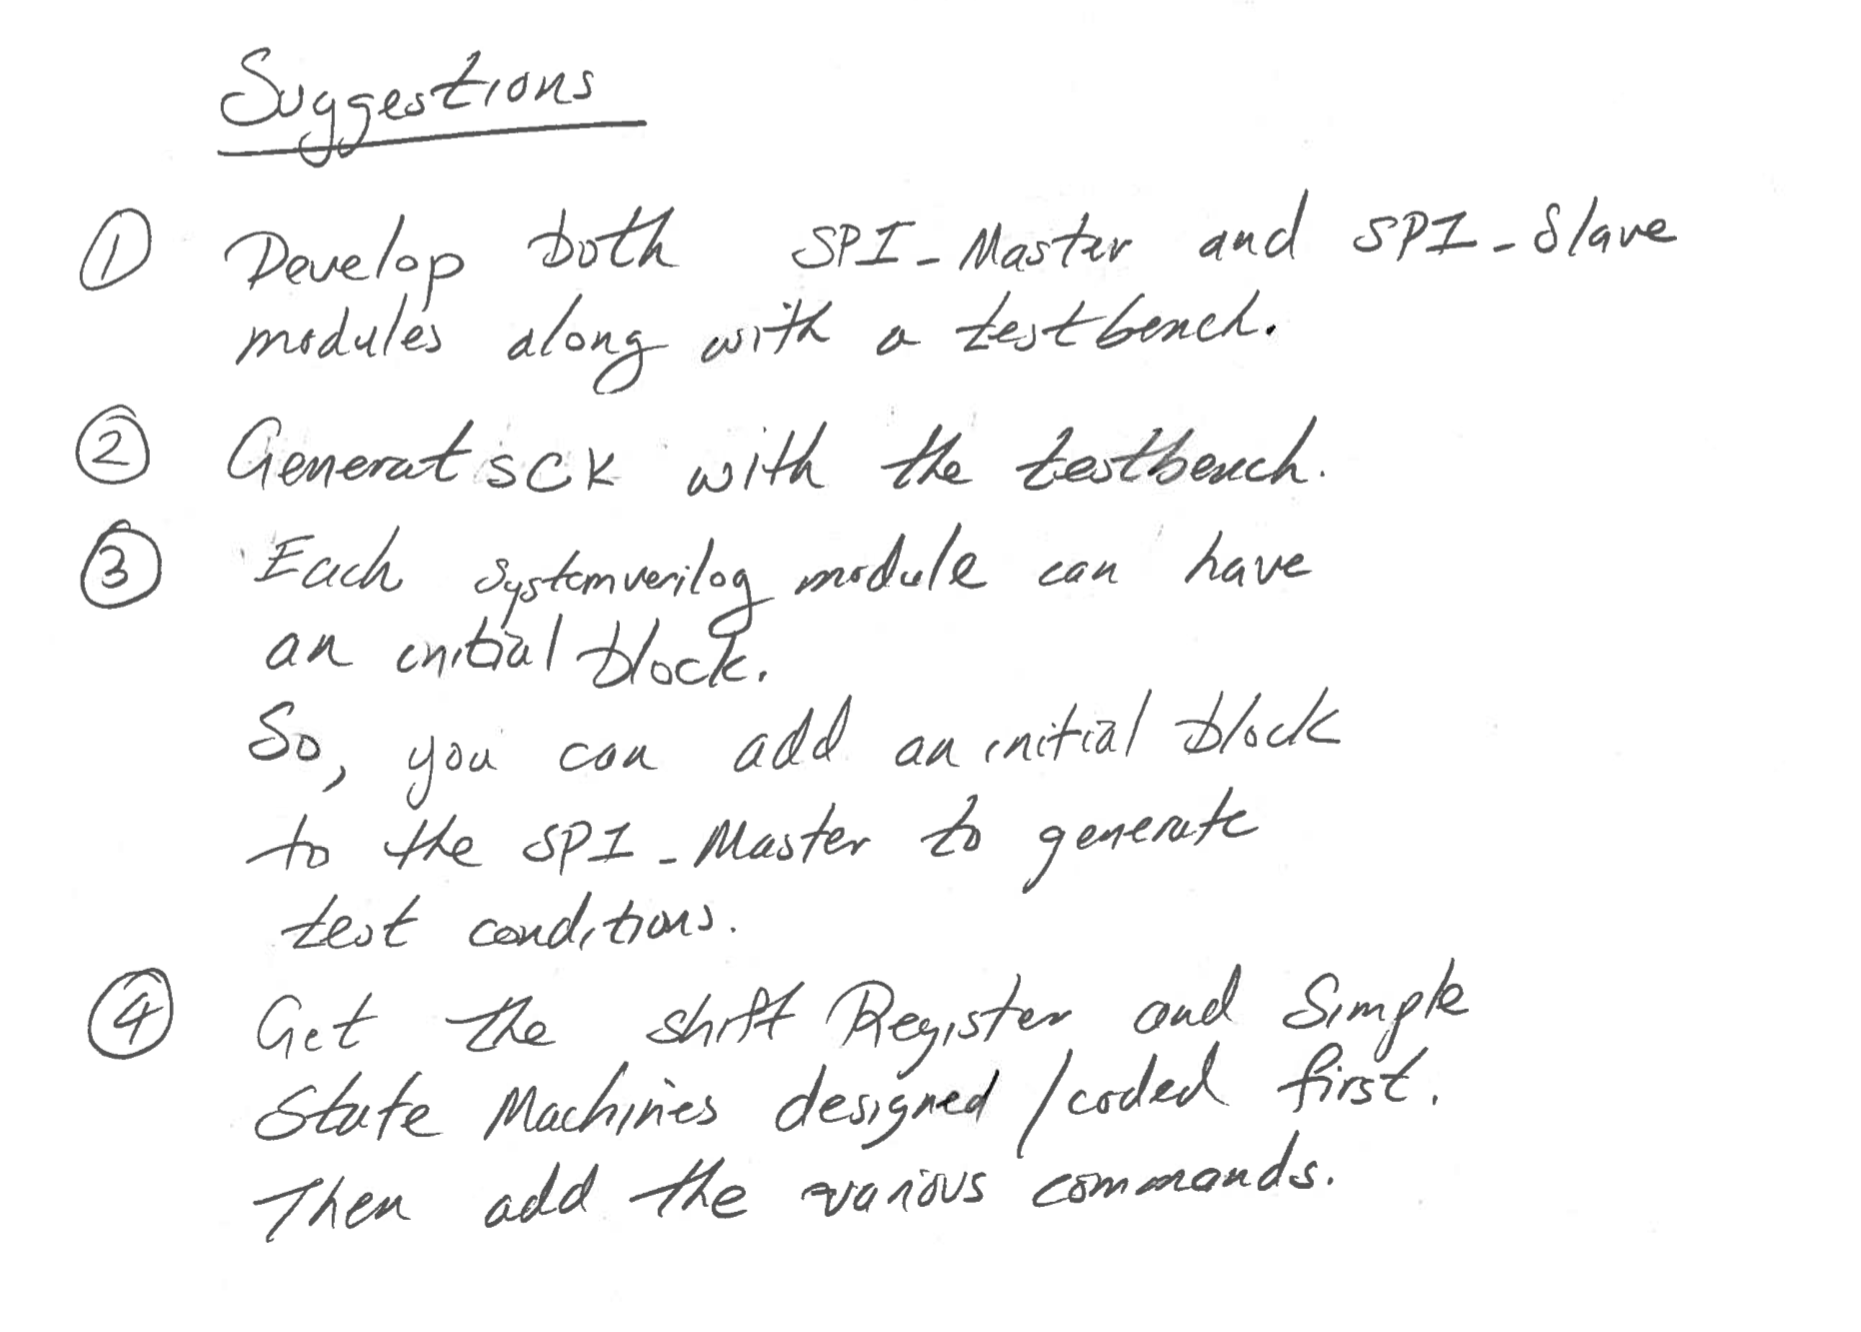 Suggestions
① Develop both SPI_Master and SPI_Slave
modules along with a testbench.
② Generat SCK with the testbench.
③ Each systemverilog module can have
an initial block.
So, you can add an initial block
to the SPI_Master to generate
test conditions.
④ Get the shift Register and Simple
State Machines designed/coded first.
Then add the various commands.